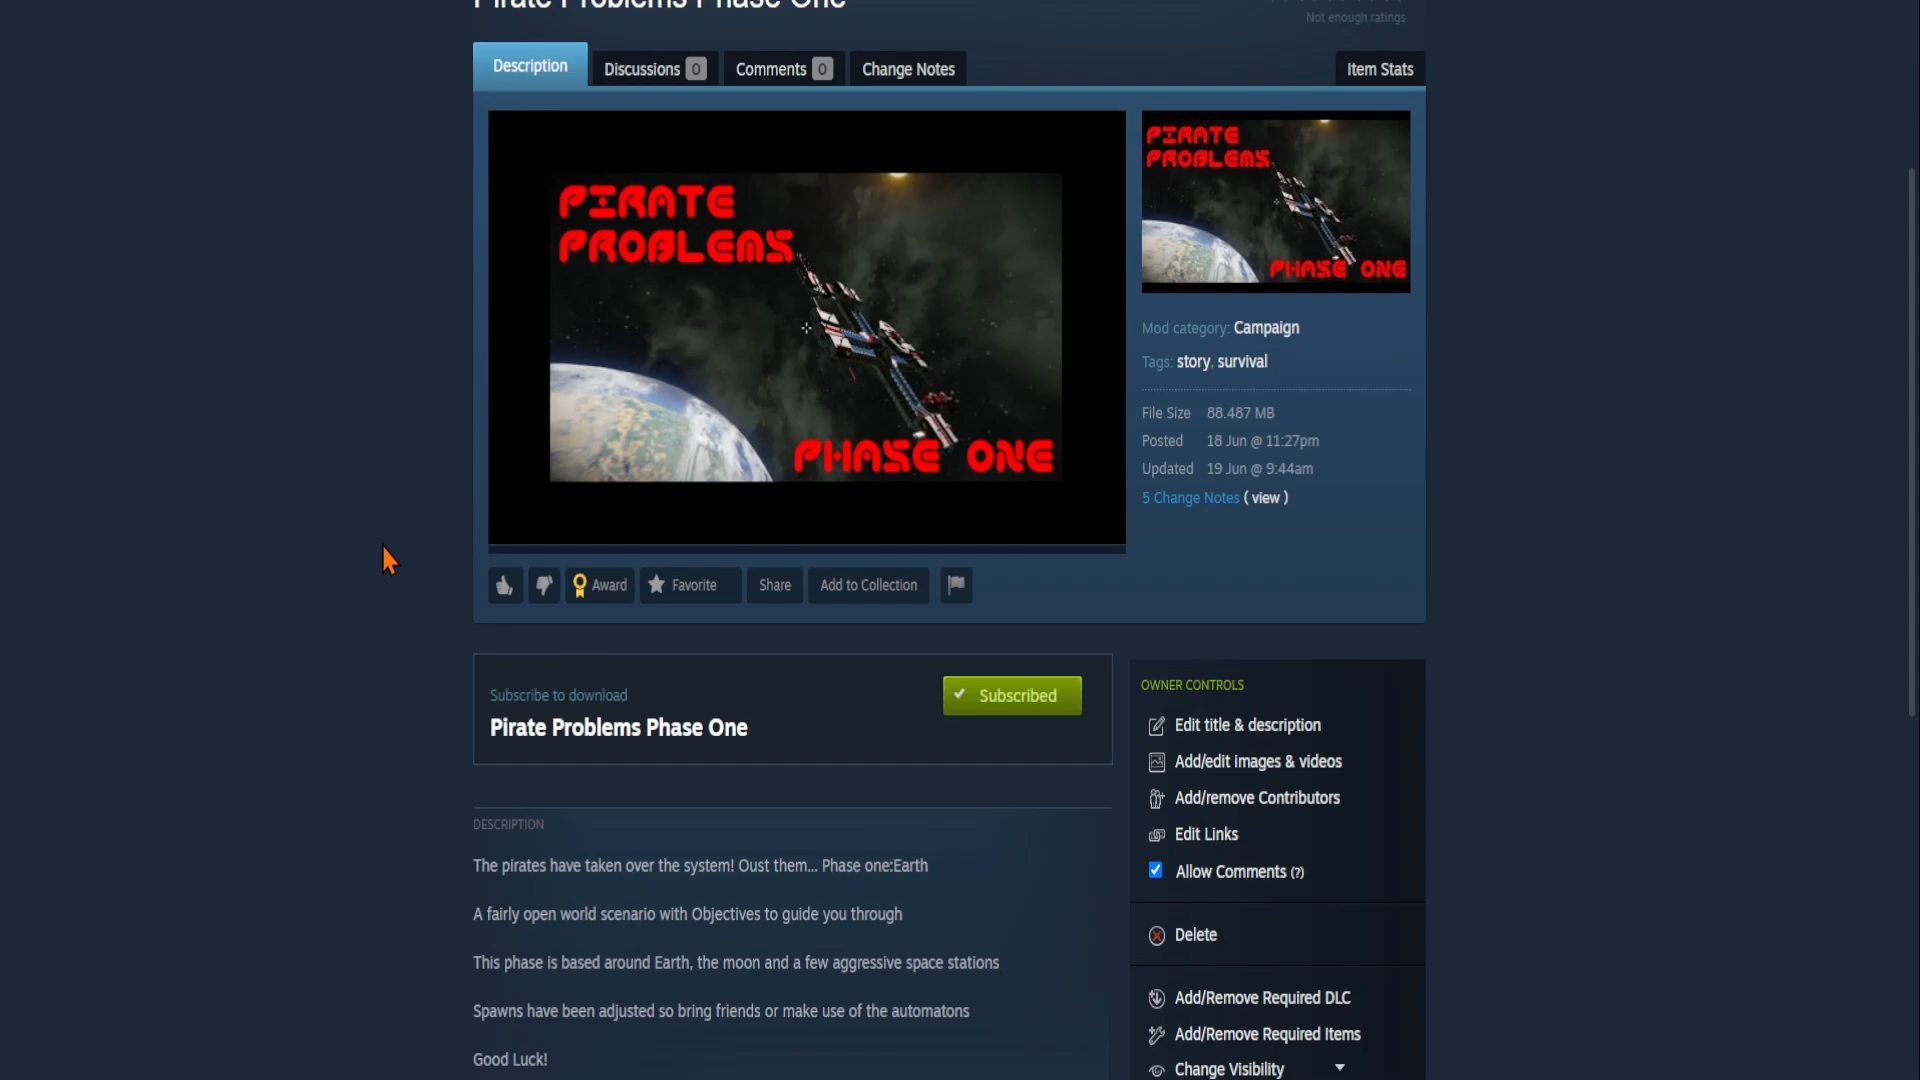 Pirate Problems Phase One
Not enough ratings
Description
Discussions 0
Comments 0
Change Notes
Item Stats
PIRATE
PROBLEMS
PHASE ONE
PIRATE
PROBLEMS
PHASE ONE
Mod category: Campaign
Tags: story, survival
File Size 88.487 MB
Posted 18 Jun @ 11:27pm
Updated 19 Jun @ 9:44am
5 Change Notes ( view )
Award
Favorite
Share
Add to Collection
Subscribe to download
Pirate Problems Phase One
Subscribed
OWNER CONTROLS
Edit title & description
Add/edit images & videos
Add/remove Contributors
Edit Links
Allow Comments (?)
Delete
Add/Remove Required DLC
Add/Remove Required Items
Change Visibility
DESCRIPTION
The pirates have taken over the system! Oust them... Phase one:Earth
A fairly open world scenario with Objectives to guide you through
This phase is based around Earth, the moon and a few aggressive space stations
Spawns have been adjusted so bring friends or make use of the automatons
Good Luck!